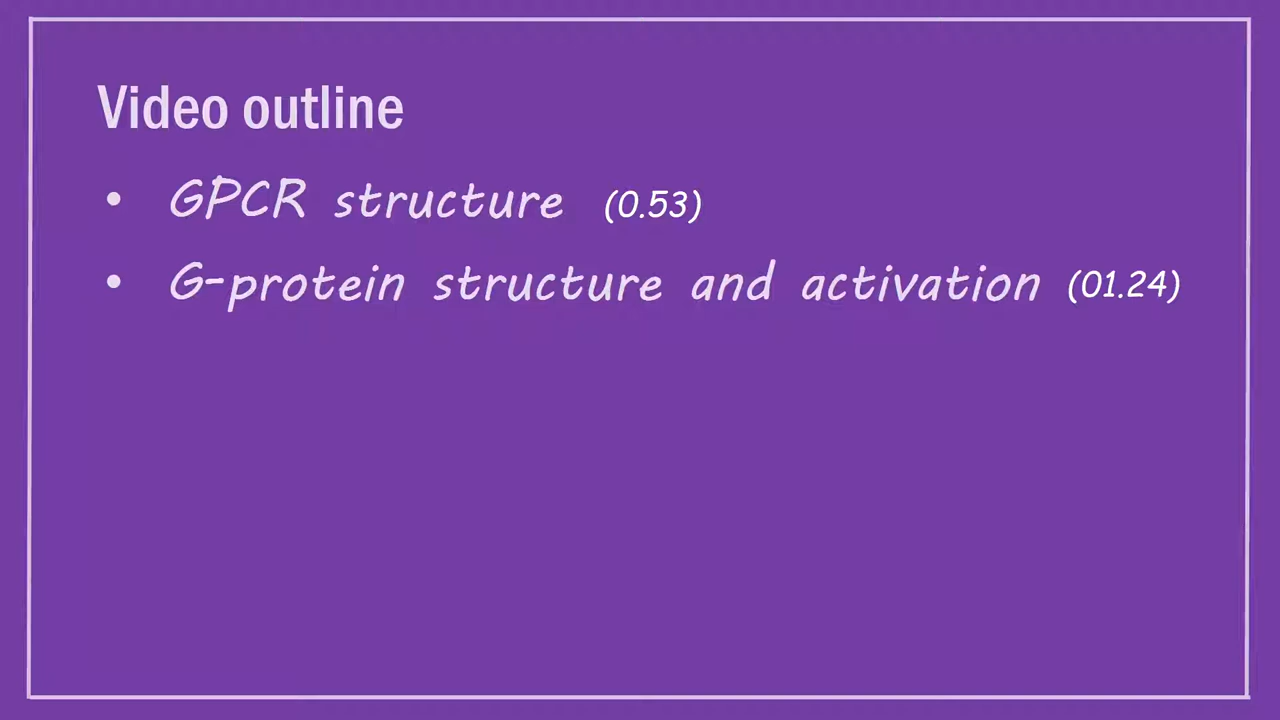 Video outline
• GPCR structure (0.53)
• G-protein structure and activation (01.24)